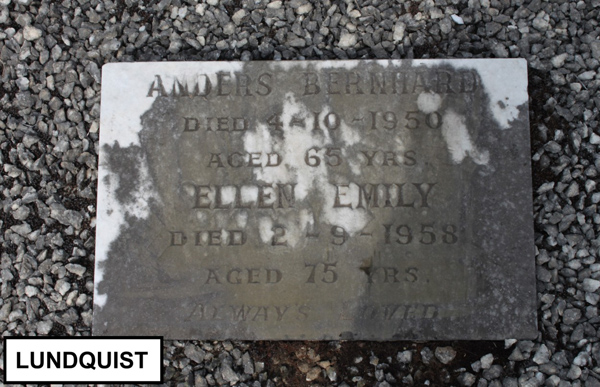 ANDERS BERNHARD
DIED 4-10-1950
AGED 65 YRS.
ELLEN EMILY
DIED 2-9-1958
AGED 75 YRS.
ALWAYS LOVED
LUNDQUIST